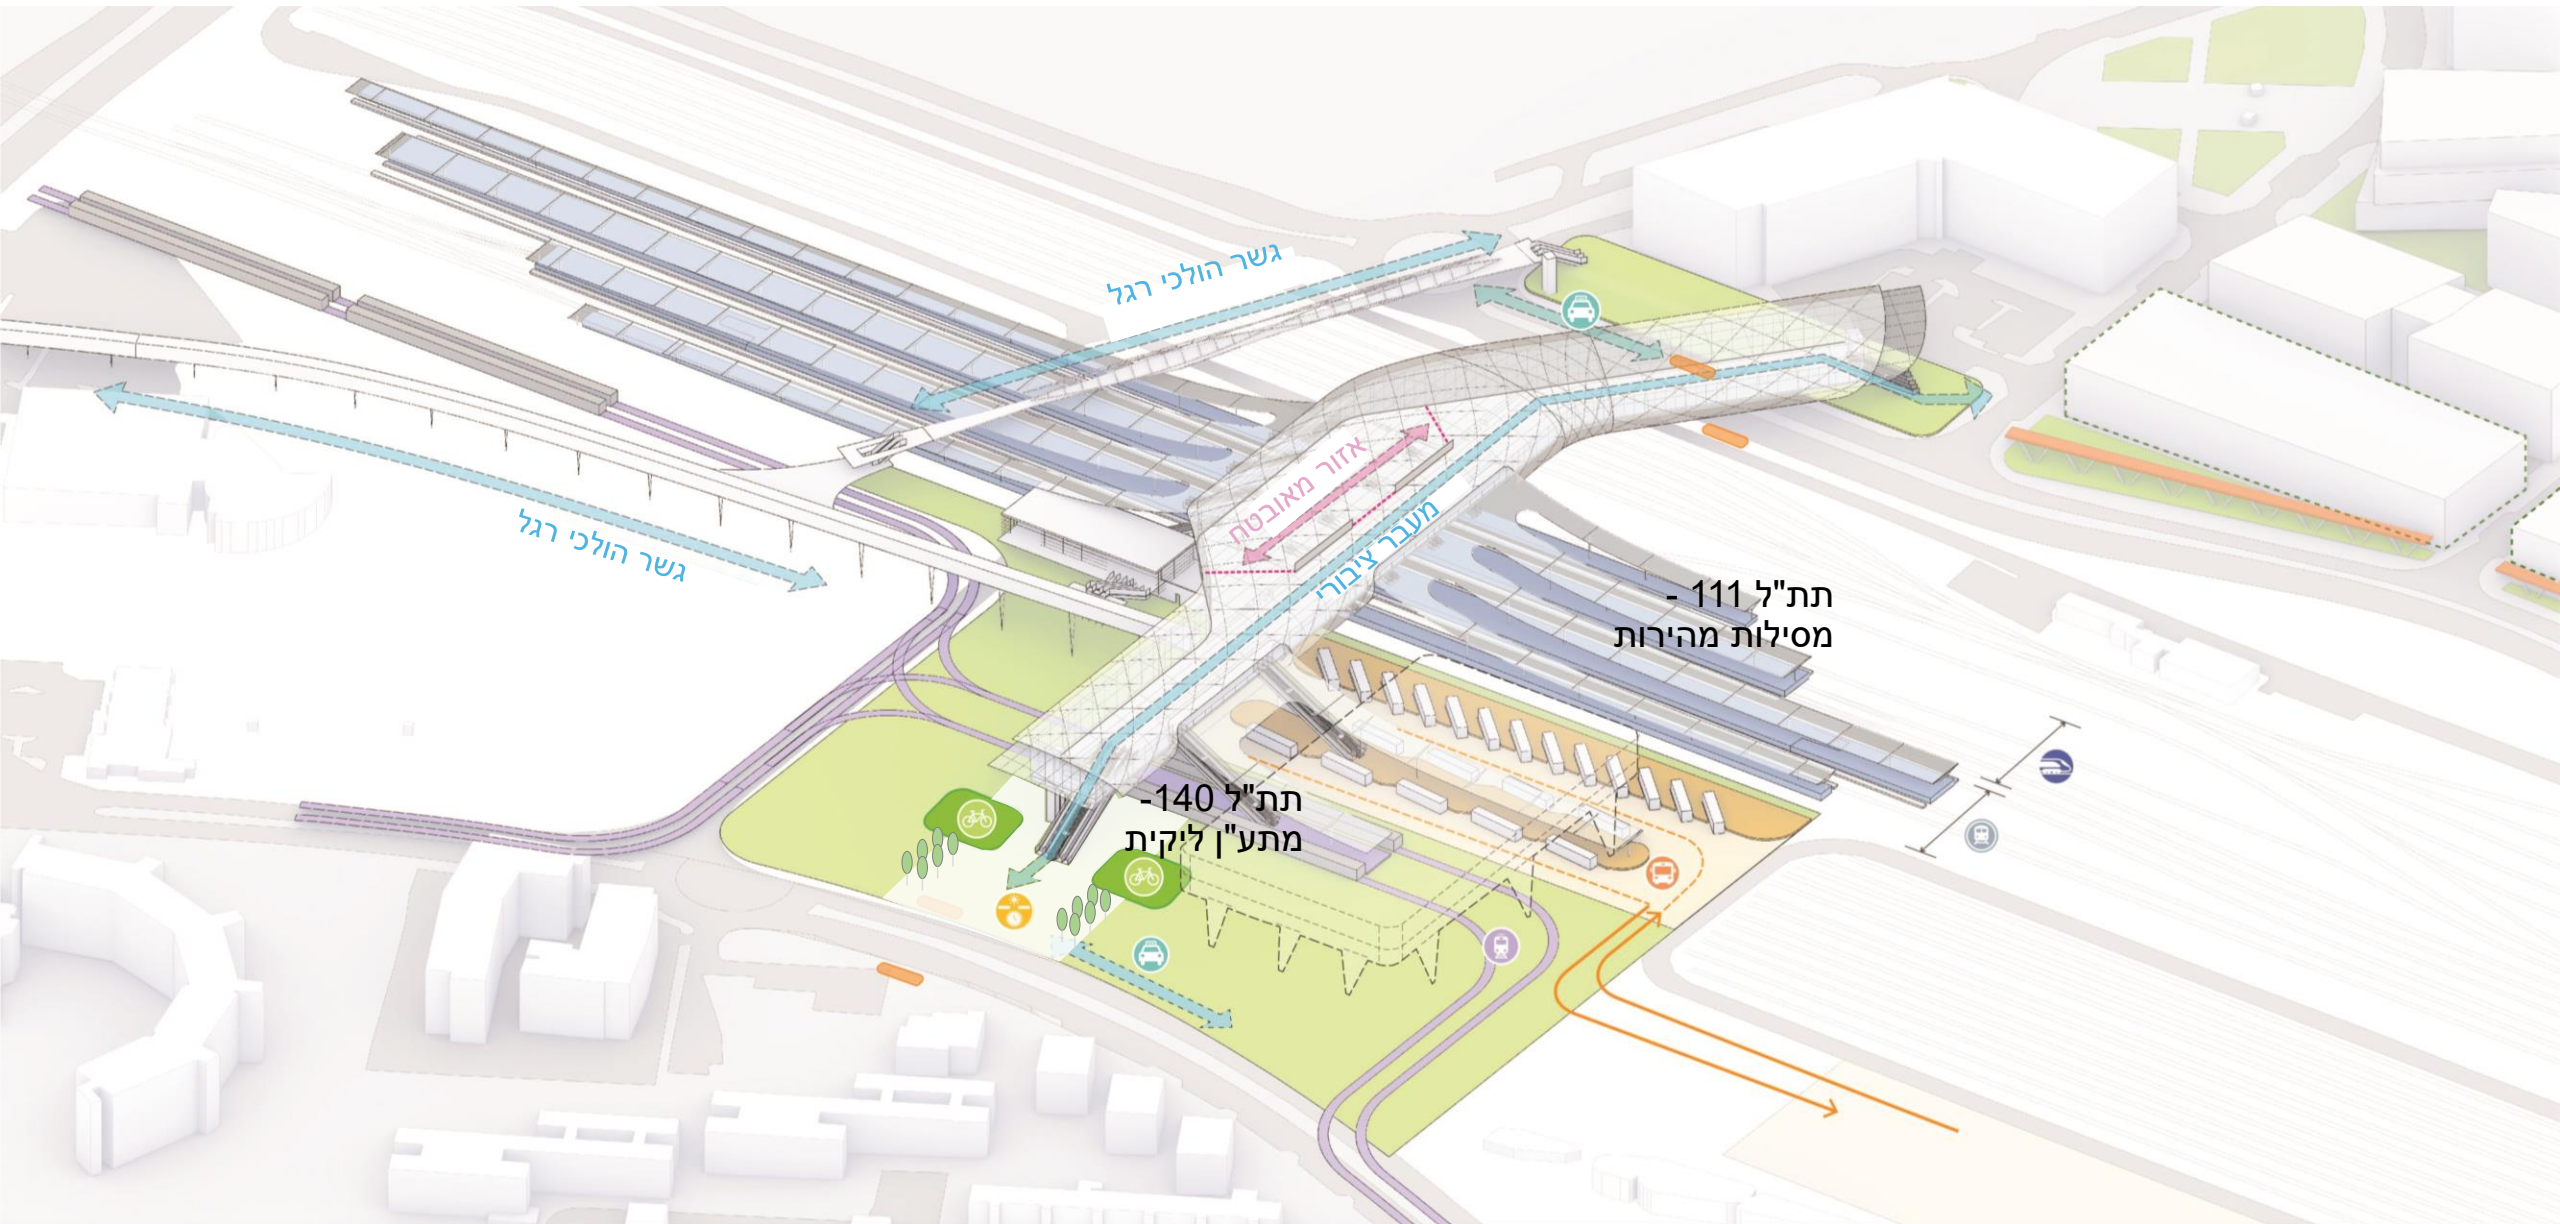 גשר הולכי רגל
אזור מאובטח
מעבר ציבורי
גשר הולכי רגל
תת"ל 111 -
מסילות מהירות
תת"ל 140-
מתע"ן ליקית